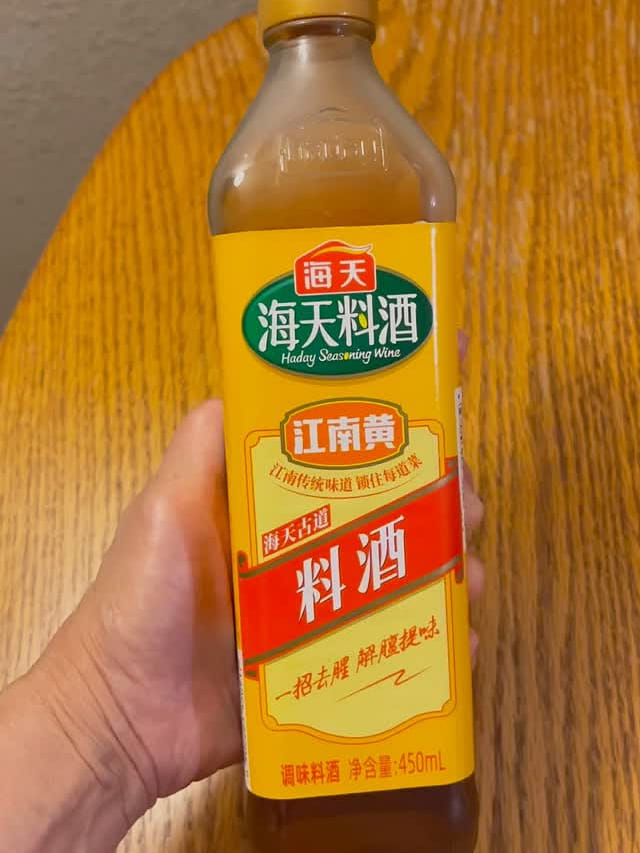 海天
海天料酒
Haday Seasoning Wine
江南黄
江南传统味道 锁住每道菜
海天古道
料酒
一招去腥 解膻提味
调味料酒 净含量:450mL